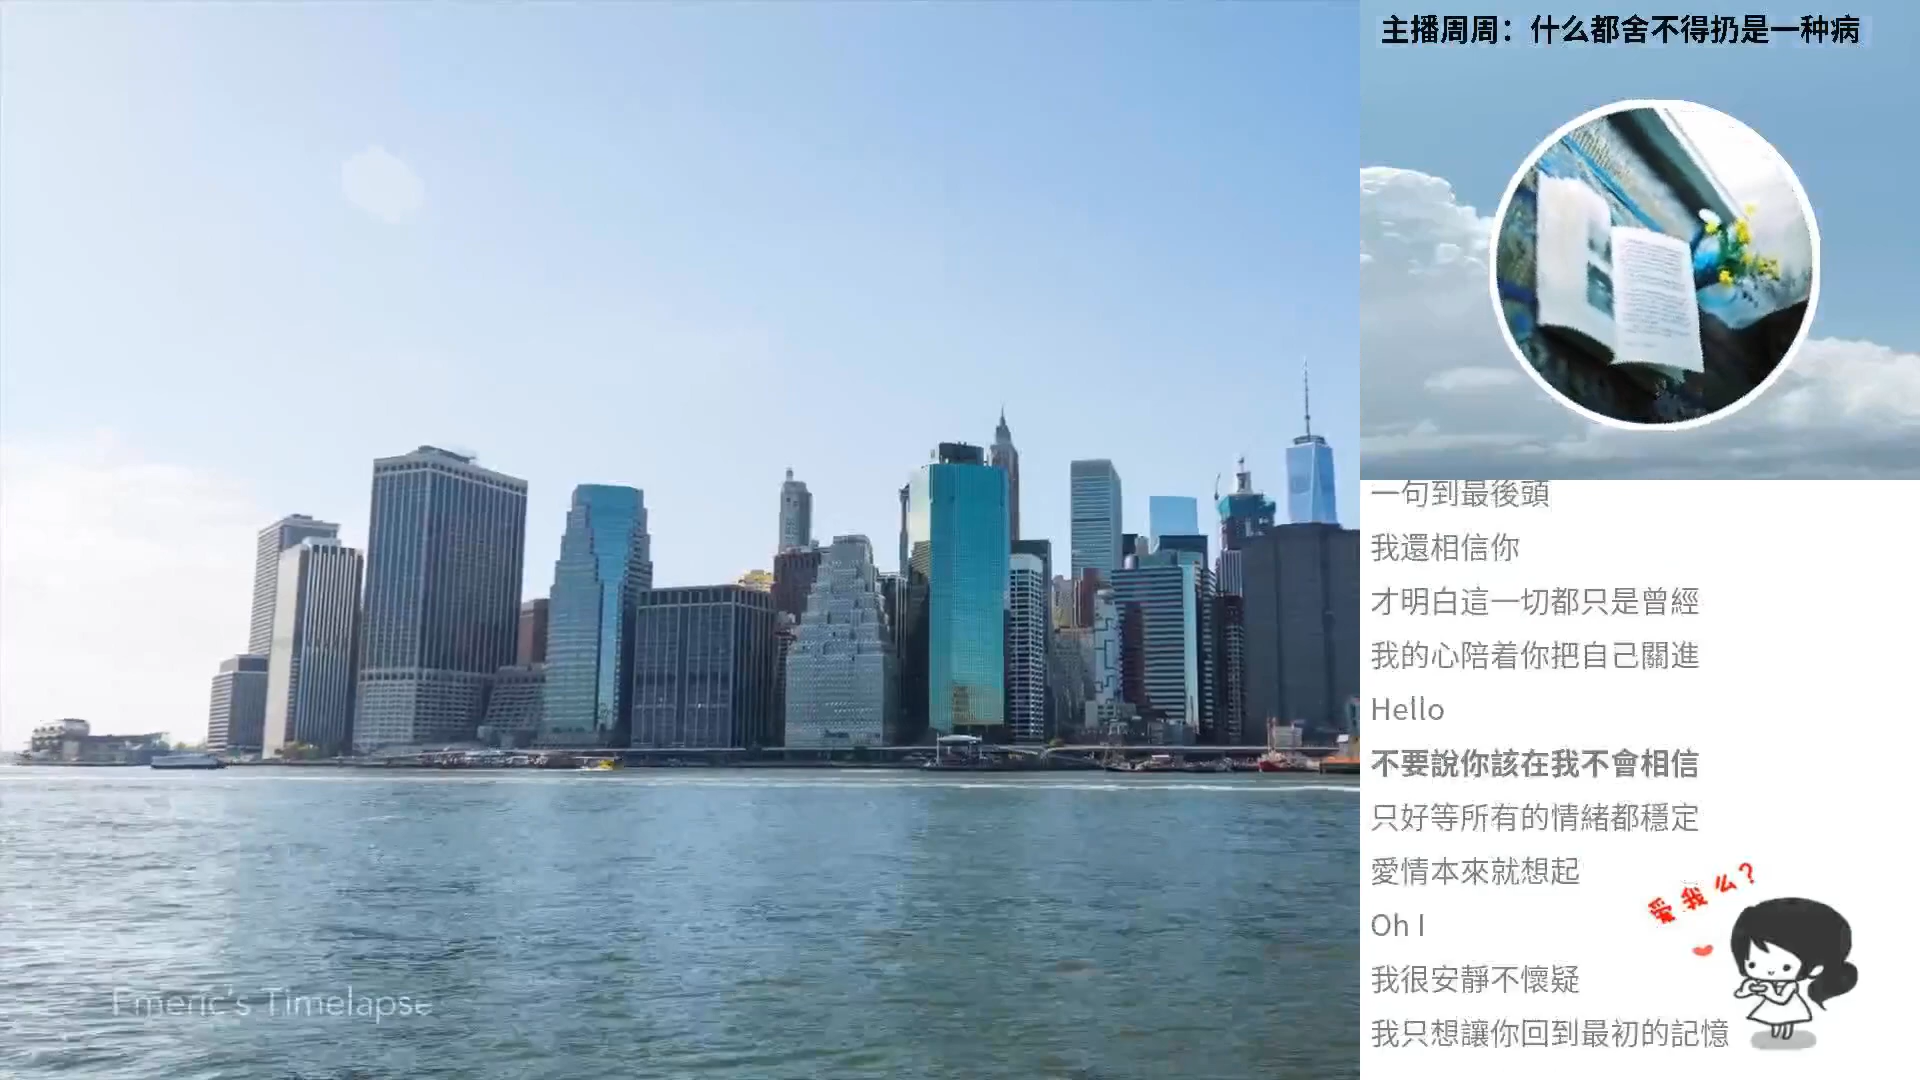 主播周周：什么都舍不得扔是一种病
一句到最後頭
我還相信你
才明白這一切都只是曾經
我的心陪着你把自己關進
Hello
不要說你該在我不會相信
只好等所有的情緒都穩定
愛情本來就想起
爱我么?
Oh I
我很安靜不懷疑
我只想讓你回到最初的記憶
Emeric's Timelapse